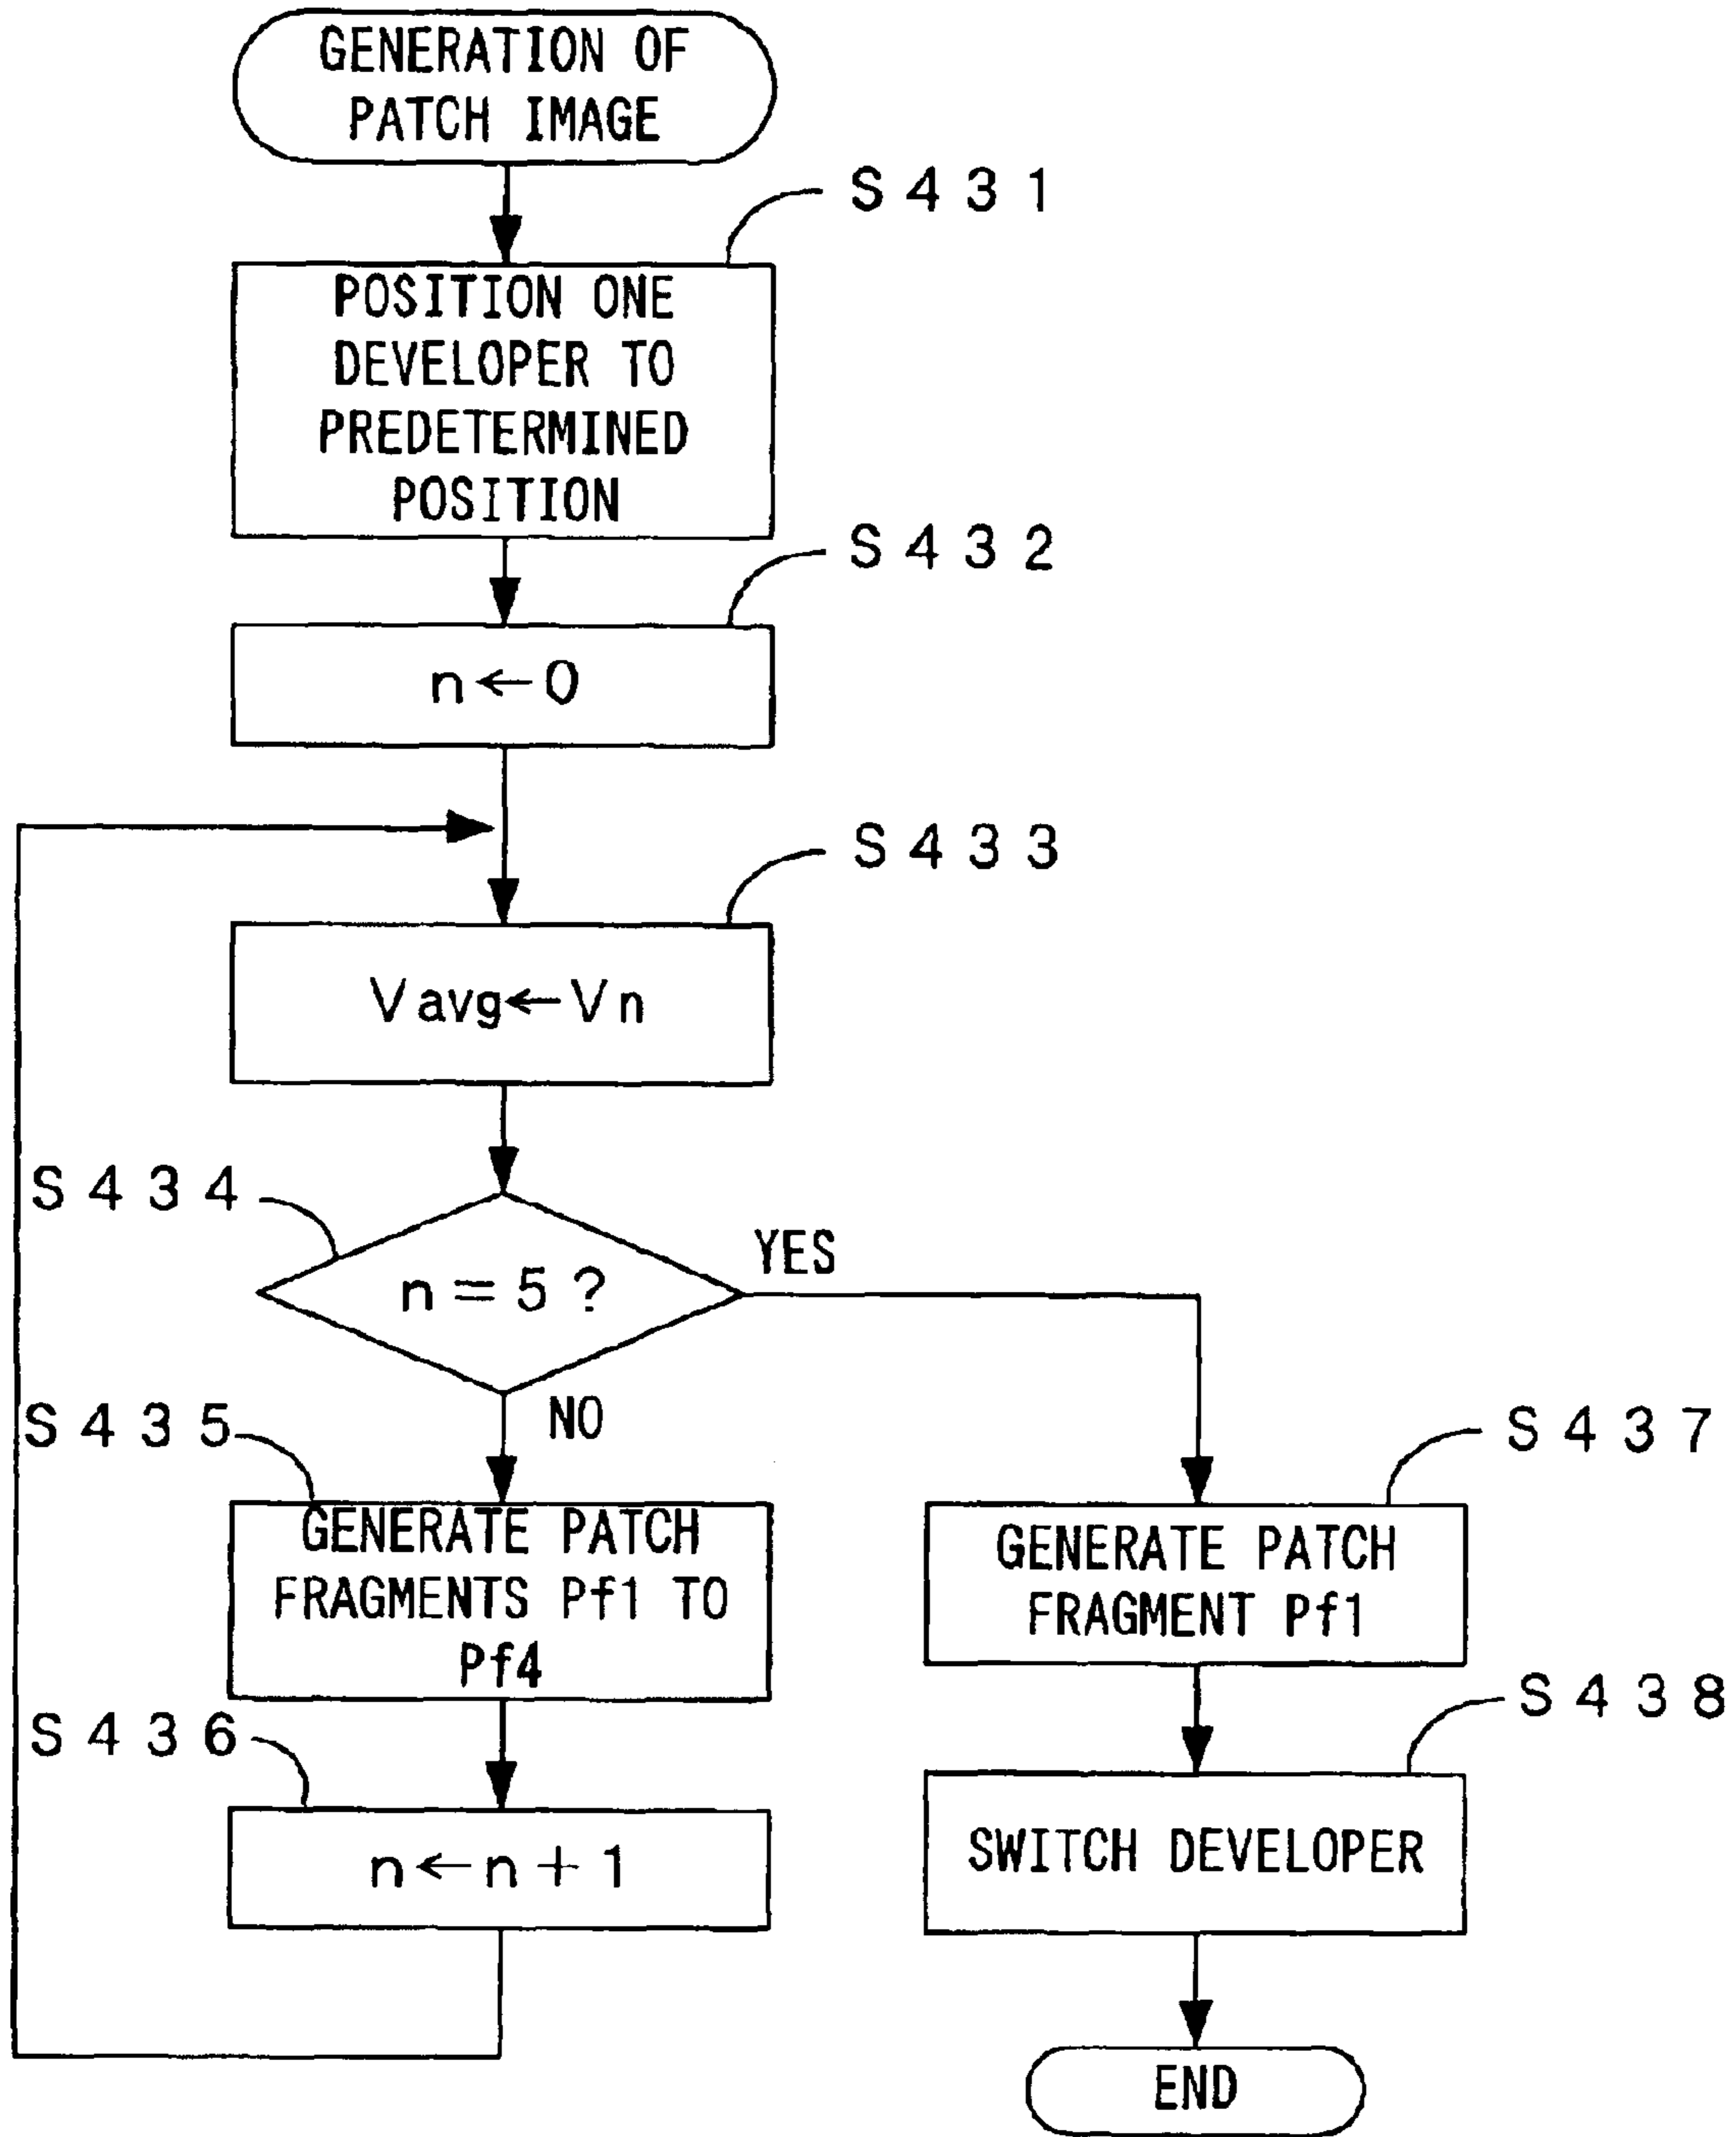 GENERATION OF
PATCH IMAGE
S431
POSITION ONE
DEVELOPER TO
PREDETERMINED
POSITION
S432
n←0
S433
Vavg←Vn
S434
n=5?
YES
NO
S435
GENERATE PATCH
FRAGMENTS Pf1 TO
Pf4
S436
n←n+1
S437
GENERATE PATCH
FRAGMENT Pf1
S438
SWITCH DEVELOPER
END